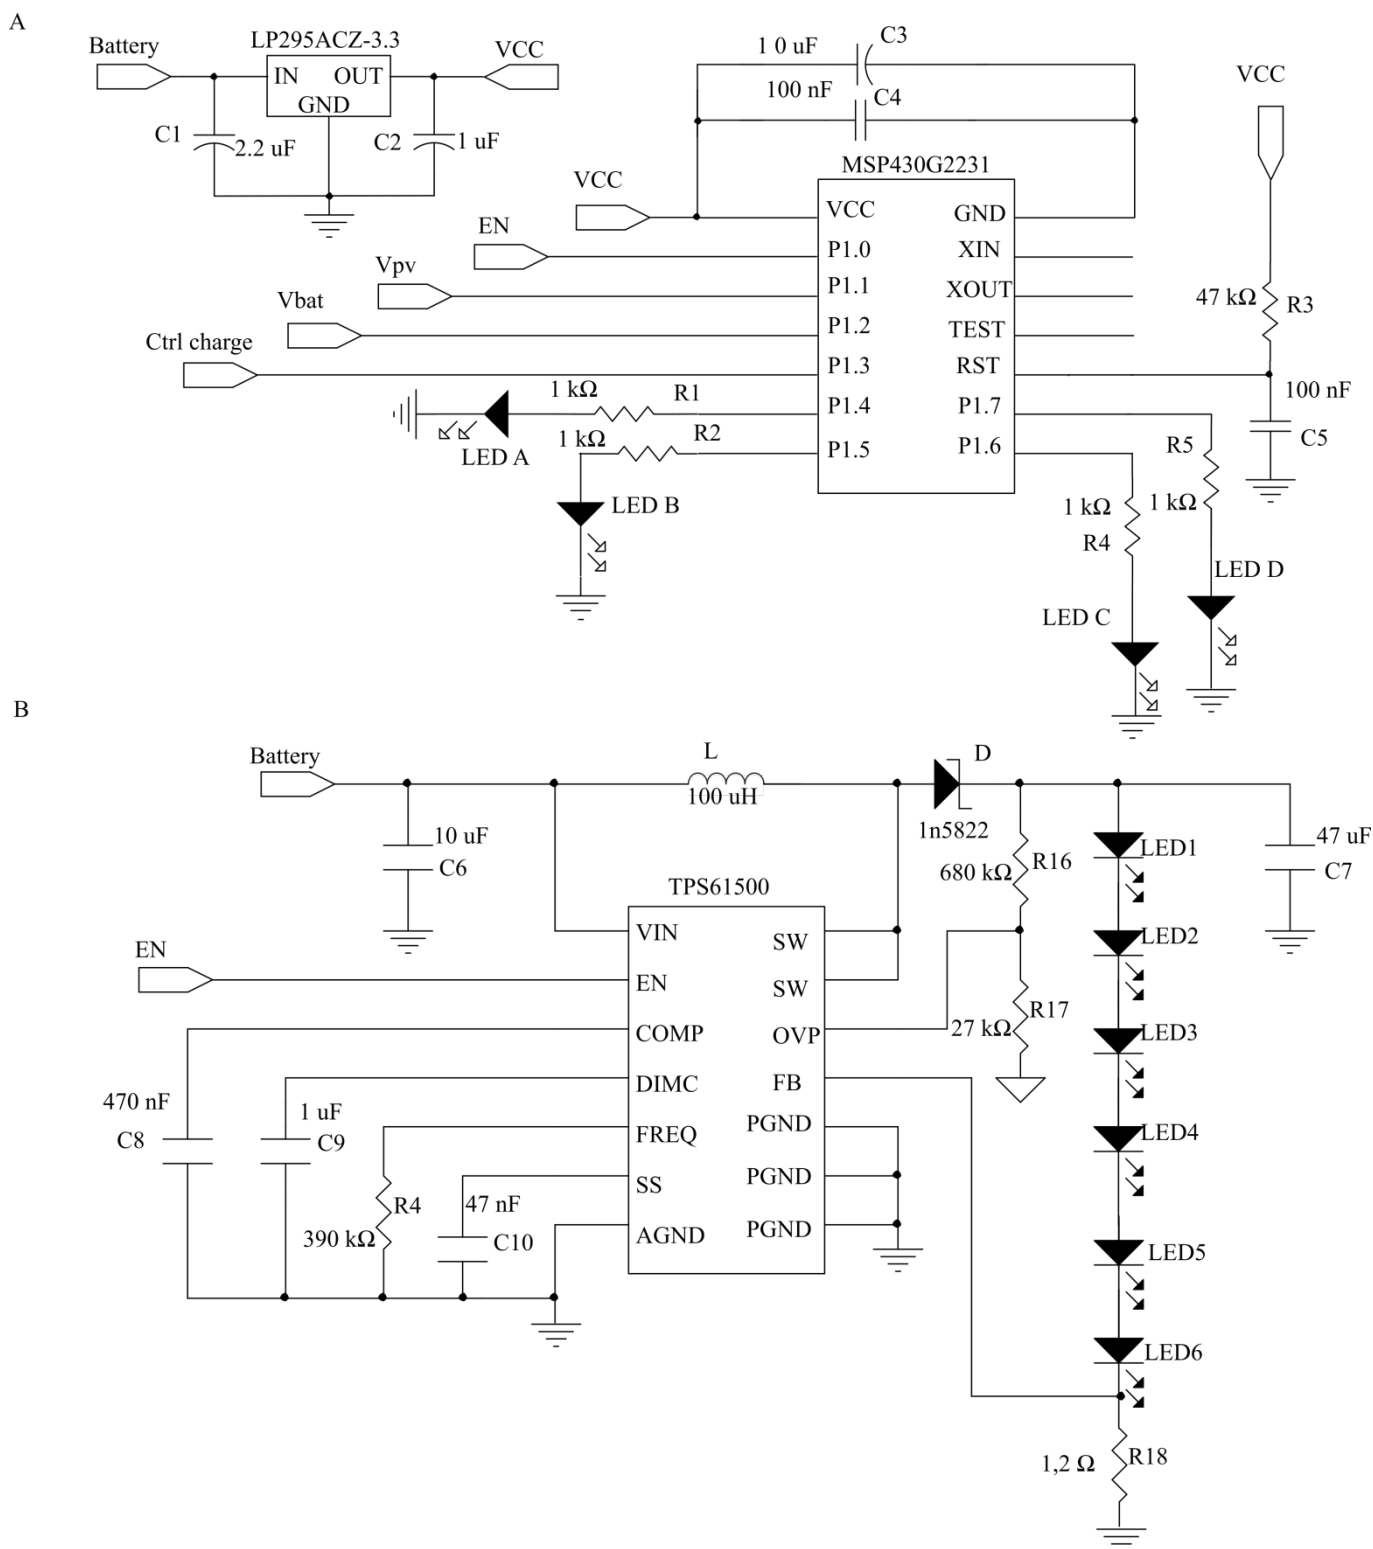 A
Battery
LP295ACZ-3.3
VCC
IN
OUT
GND
C1
2.2 uF
C2
1 uF
1 0 uF
C3
100 nF
C4
VCC
MSP430G2231
VCC
EN
Vpv
Vbat
Ctrl charge
VCC
P1.0
P1.1
P1.2
P1.3
P1.4
P1.5
GND
XIN
XOUT
TEST
RST
P1.7
P1.6
47 kΩ
R3
100 nF
C5
1 kΩ
R1
LED A
1 kΩ
R2
LED B
R5
1 kΩ
1 kΩ
R4
LED D
LED C
B
Battery
L
100 uH
D
1n5822
10 uF
C6
TPS61500
680 kΩ
R16
47 uF
C7
EN
VIN
EN
COMP
DIMC
FREQ
SS
AGND
SW
SW
OVP
FB
PGND
PGND
PGND
27 kΩ
R17
470 nF
C8
1 uF
C9
R4
390 kΩ
47 nF
C10
LED1
LED2
LED3
LED4
LED5
LED6
1,2 Ω
R18